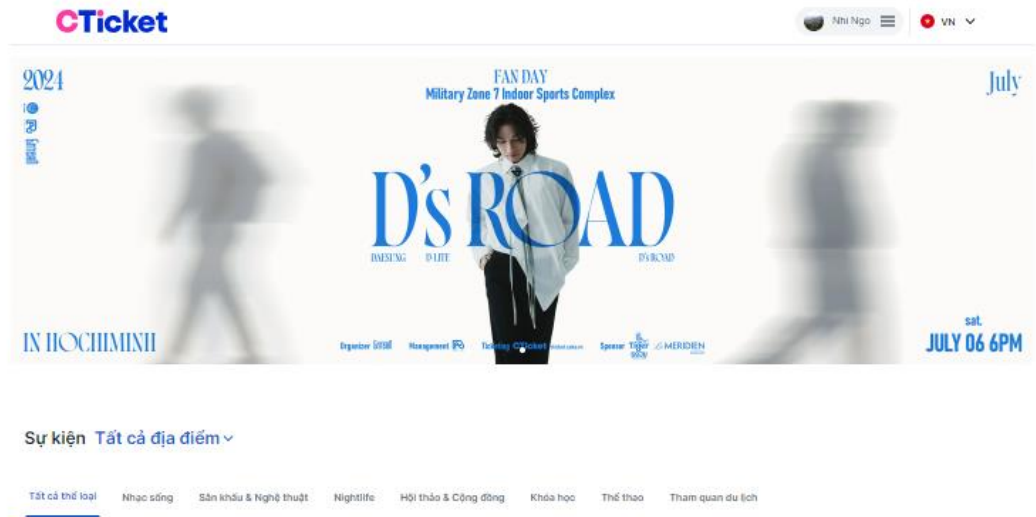 CTicket
Nhi Ngo
VN
2024
FAN DAY
Military Zone 7 Indoor Sports Complex
July
D's ROAD
DAESUNG D-LITE D's ROAD
IN HOCHIMINH
Organizer
Management
Ticketing CTicket
Sponsor Tiger
LE MERIDIEN
sat.
JULY 06 6PM
Sự kiện Tất cả địa điểm
Tất cả thể loại Nhạc sống Sân khấu & Nghệ thuật Nightlife Hội thảo & Cộng đồng Khóa học Thể thao Tham quan du lịch